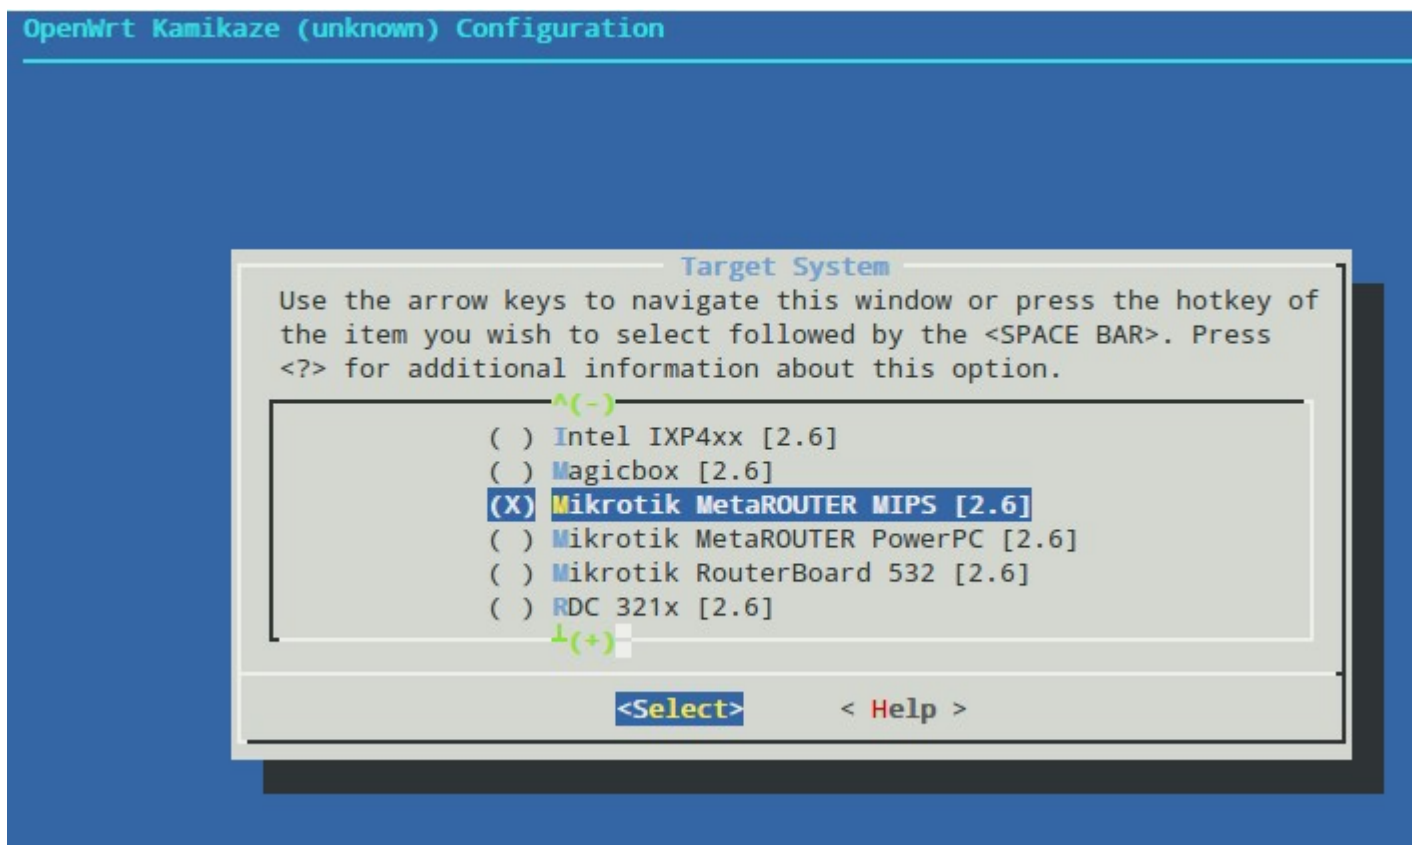 OpenWrt Kamikaze (unknown) Configuration
Target System
Use the arrow keys to navigate this window or press the hotkey of
the item you wish to select followed by the <SPACE BAR>. Press
<?> for additional information about this option.
^(-)
( ) Intel IXP4xx [2.6]
( ) Magicbox [2.6]
(X) Mikrotik MetaROUTER MIPS [2.6]
( ) Mikrotik MetaROUTER PowerPC [2.6]
( ) Mikrotik RouterBoard 532 [2.6]
( ) RDC 321x [2.6]
┴(+)
<Select> < Help >